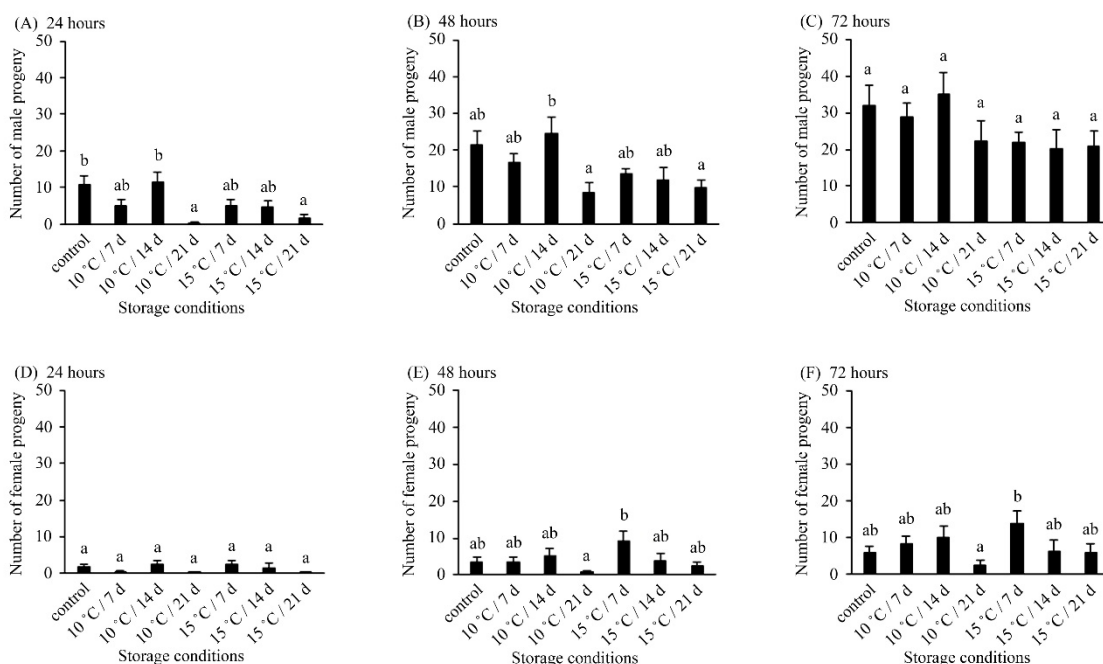 (A) 24 hours
Number of male progeny
50
40
30
20
10
0
b
ab
b
a
ab
ab
a
control
10 °C / 7 d
10 °C / 14 d
10 °C / 21 d
15 °C / 7 d
15 °C / 14 d
15 °C / 21 d
Storage conditions
(B) 48 hours
Number of male progeny
50
40
30
20
10
0
ab
ab
b
a
ab
ab
a
control
10 °C / 7 d
10 °C / 14 d
10 °C / 21 d
15 °C / 7 d
15 °C / 14 d
15 °C / 21 d
Storage conditions
(C) 72 hours
Number of male progeny
50
40
30
20
10
0
a
a
a
a
a
a
a
control
10 °C / 7 d
10 °C / 14 d
10 °C / 21 d
15 °C / 7 d
15 °C / 14 d
15 °C / 21 d
Storage conditions
(D) 24 hours
Number of female progeny
50
40
30
20
10
0
a
a
a
a
a
a
a
control
10 °C / 7 d
10 °C / 14 d
10 °C / 21 d
15 °C / 7 d
15 °C / 14 d
15 °C / 21 d
Storage conditions
(E) 48 hours
Number of female progeny
50
40
30
20
10
0
ab
ab
ab
a
b
ab
ab
control
10 °C / 7 d
10 °C / 14 d
10 °C / 21 d
15 °C / 7 d
15 °C / 14 d
15 °C / 21 d
Storage conditions
(F) 72 hours
Number of female progeny
50
40
30
20
10
0
ab
ab
ab
a
b
ab
ab
control
10 °C / 7 d
10 °C / 14 d
10 °C / 21 d
15 °C / 7 d
15 °C / 14 d
15 °C / 21 d
Storage conditions